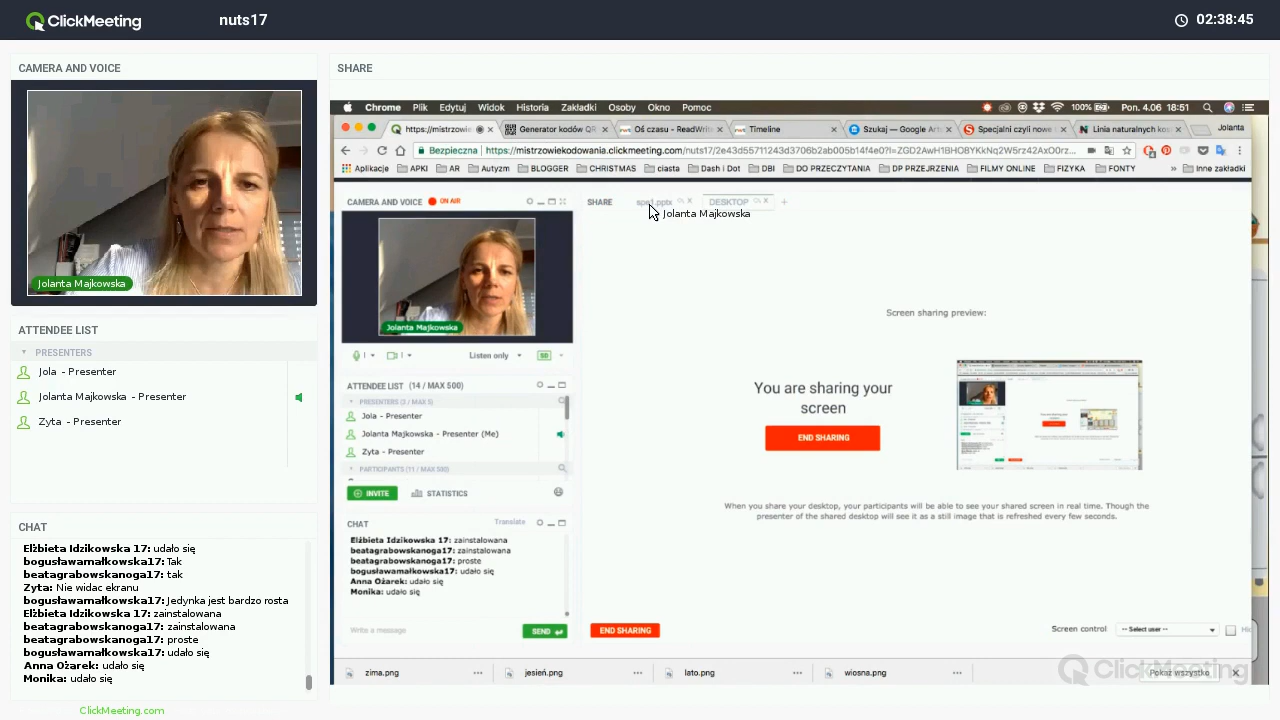 ClickMeeting
nuts17
02:38:45
CAMERA AND VOICE
Jolanta Majkowska
ATTENDEE LIST
PRESENTERS
Jola - Presenter
Jolanta Majkowska - Presenter
Zyta - Presenter
CHAT
Elżbieta Idzikowska 17: udało się
bogusławamałkowska17: Tak
beatagrabowskanoga17: tak
Zyta: Nie widac ekranu
bogusławamałkowska17: Jedynka jest bardzo rosta
Elżbieta Idzikowska 17: zainstalowana
beatagrabowskanoga17: zainstalowana
beatagrabowskanoga17: proste
bogusławamałkowska17: udało się
Anna Ożarek: udało się
Monika: udało się
ClickMeeting.com
SHARE
Chrome Plik Edytuj Widok Historia Zakładki Osoby Okno Pomoc
100% Pon. 4.06 18:51
https://mistrzowie
Generator kodów QR
Oś czasu - ReadWrit
Timeline
Szukaj — Google Ar
Specjalni czyli nowe
Linia naturalnych ko
Jolanta
Bezpieczna
Aplikacje AP AR Autyzm BLOGGER CHRISTMAS ciasta Dash i Dot DO PRZECZYTANIA DP PRZEJRZENIA FILMY ONLINE FIZYKA FONTY » Inne zakładki
CAMERA AND VOICE ON AIR
Jolanta Majkowska
Listen only
SD
ATTENDEE LIST (14 / MAX 500)
PRESENTERS (3 / MAX 5)
Jola - Presenter
Jolanta Majkowska - Presenter (Me)
Zyta - Presenter
PARTICIPANTS (11 / MAX 500)
INVITE
STATISTICS
CHAT
Translate
Elżbieta Idzikowska 17: zainstalowana
beatagrabowskanoga17: zainstalowana
beatagrabowskanoga17: proste
bogusławamałkowska17: udało się
Anna Ożarek: udało się
Monika: udało się
Write a message
SEND
SHARE
DESKTOP
Jolanta Majkowska
Screen sharing preview:
You are sharing your
screen
END SHARING
When you share your desktop, your participants will be able to see your shared screen in real time. Though the
presenter of the shared desktop will see it as a still image that is refreshed every few seconds.
END SHARING
Screen control
-- Select user --
zima.png
jesień.png
lato.png
wiosna.png
Pokaż wszystko
ClickMeeting